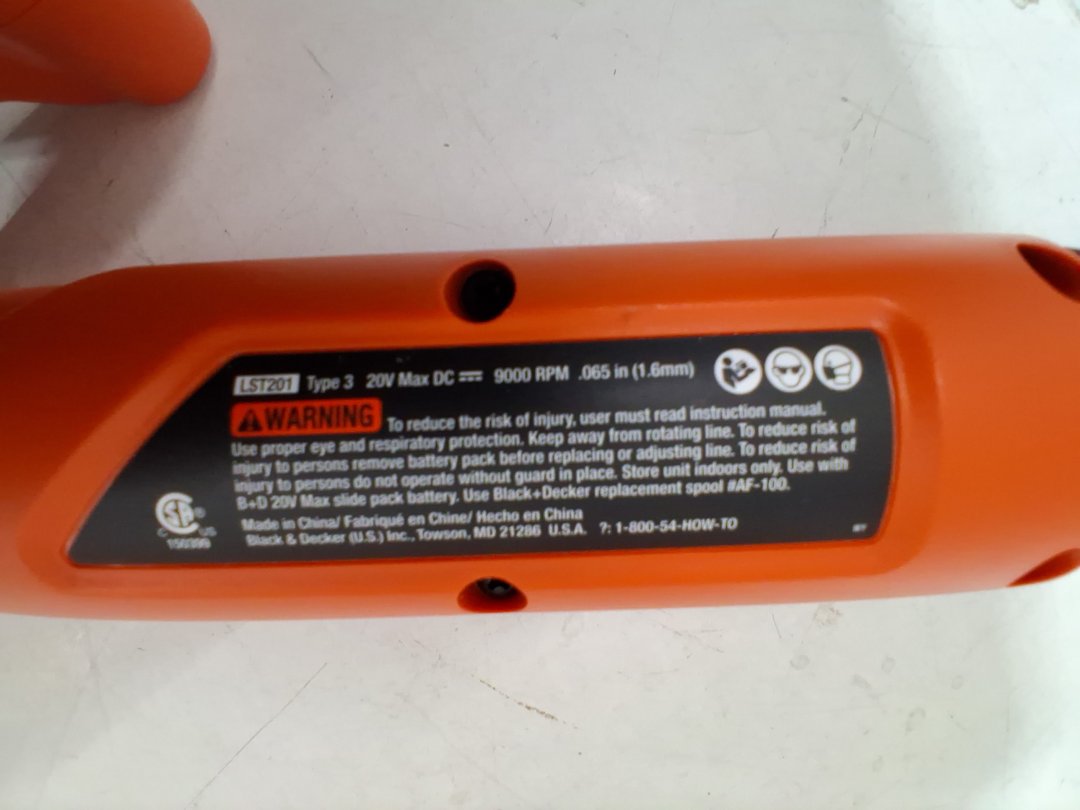 LST201 Type 3 20V Max DC 9000 RPM .065 in (1.6mm)
WARNING To reduce the risk of injury, user must read instruction manual.
Use proper eye and respiratory protection. Keep away from rotating line. To reduce risk of
injury to persons remove battery pack before replacing or adjusting line. To reduce risk of
injury to persons do not operate without guard in place. Store unit indoors only. Use with
B+D 20V Max slide pack battery. Use Black+Decker replacement spool #AF-100.
Made in China/ Fabriqué en Chine/ Hecho en China
Black & Decker (U.S.) Inc., Towson, MD 21286 U.S.A. ?: 1-800-54-HOW-TO
C SA ® US